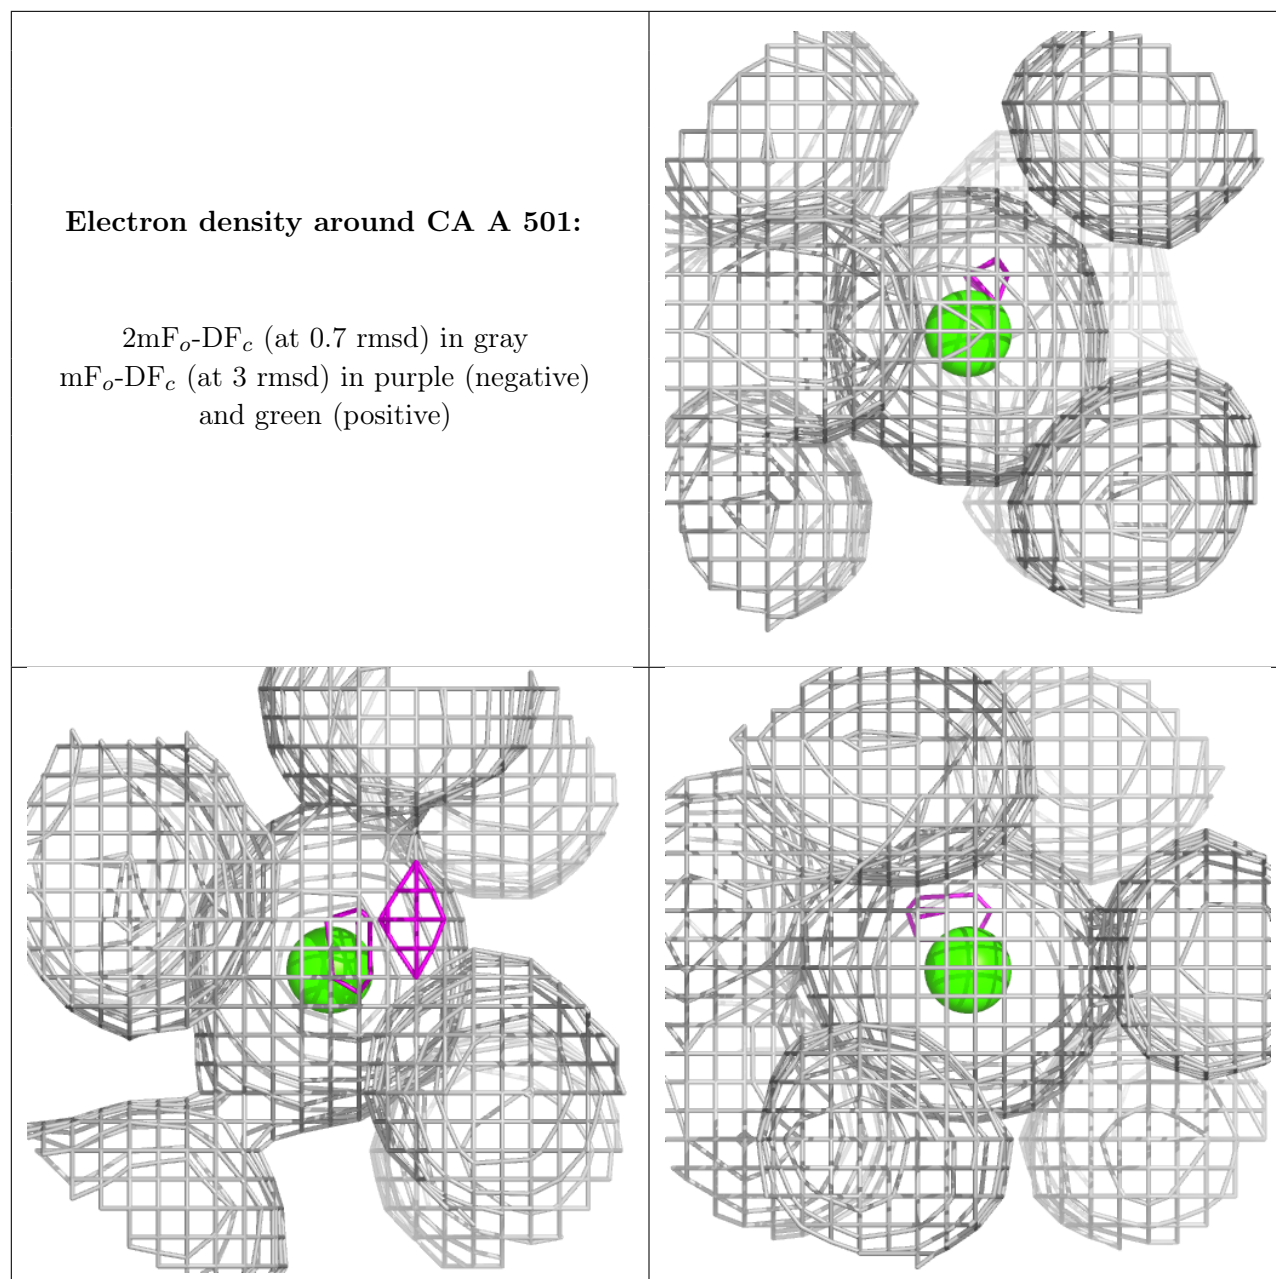 Electron density around CA A 501:
2mFo-DFc (at 0.7 rmsd) in gray
mFo-DFc (at 3 rmsd) in purple (negative)
and green (positive)